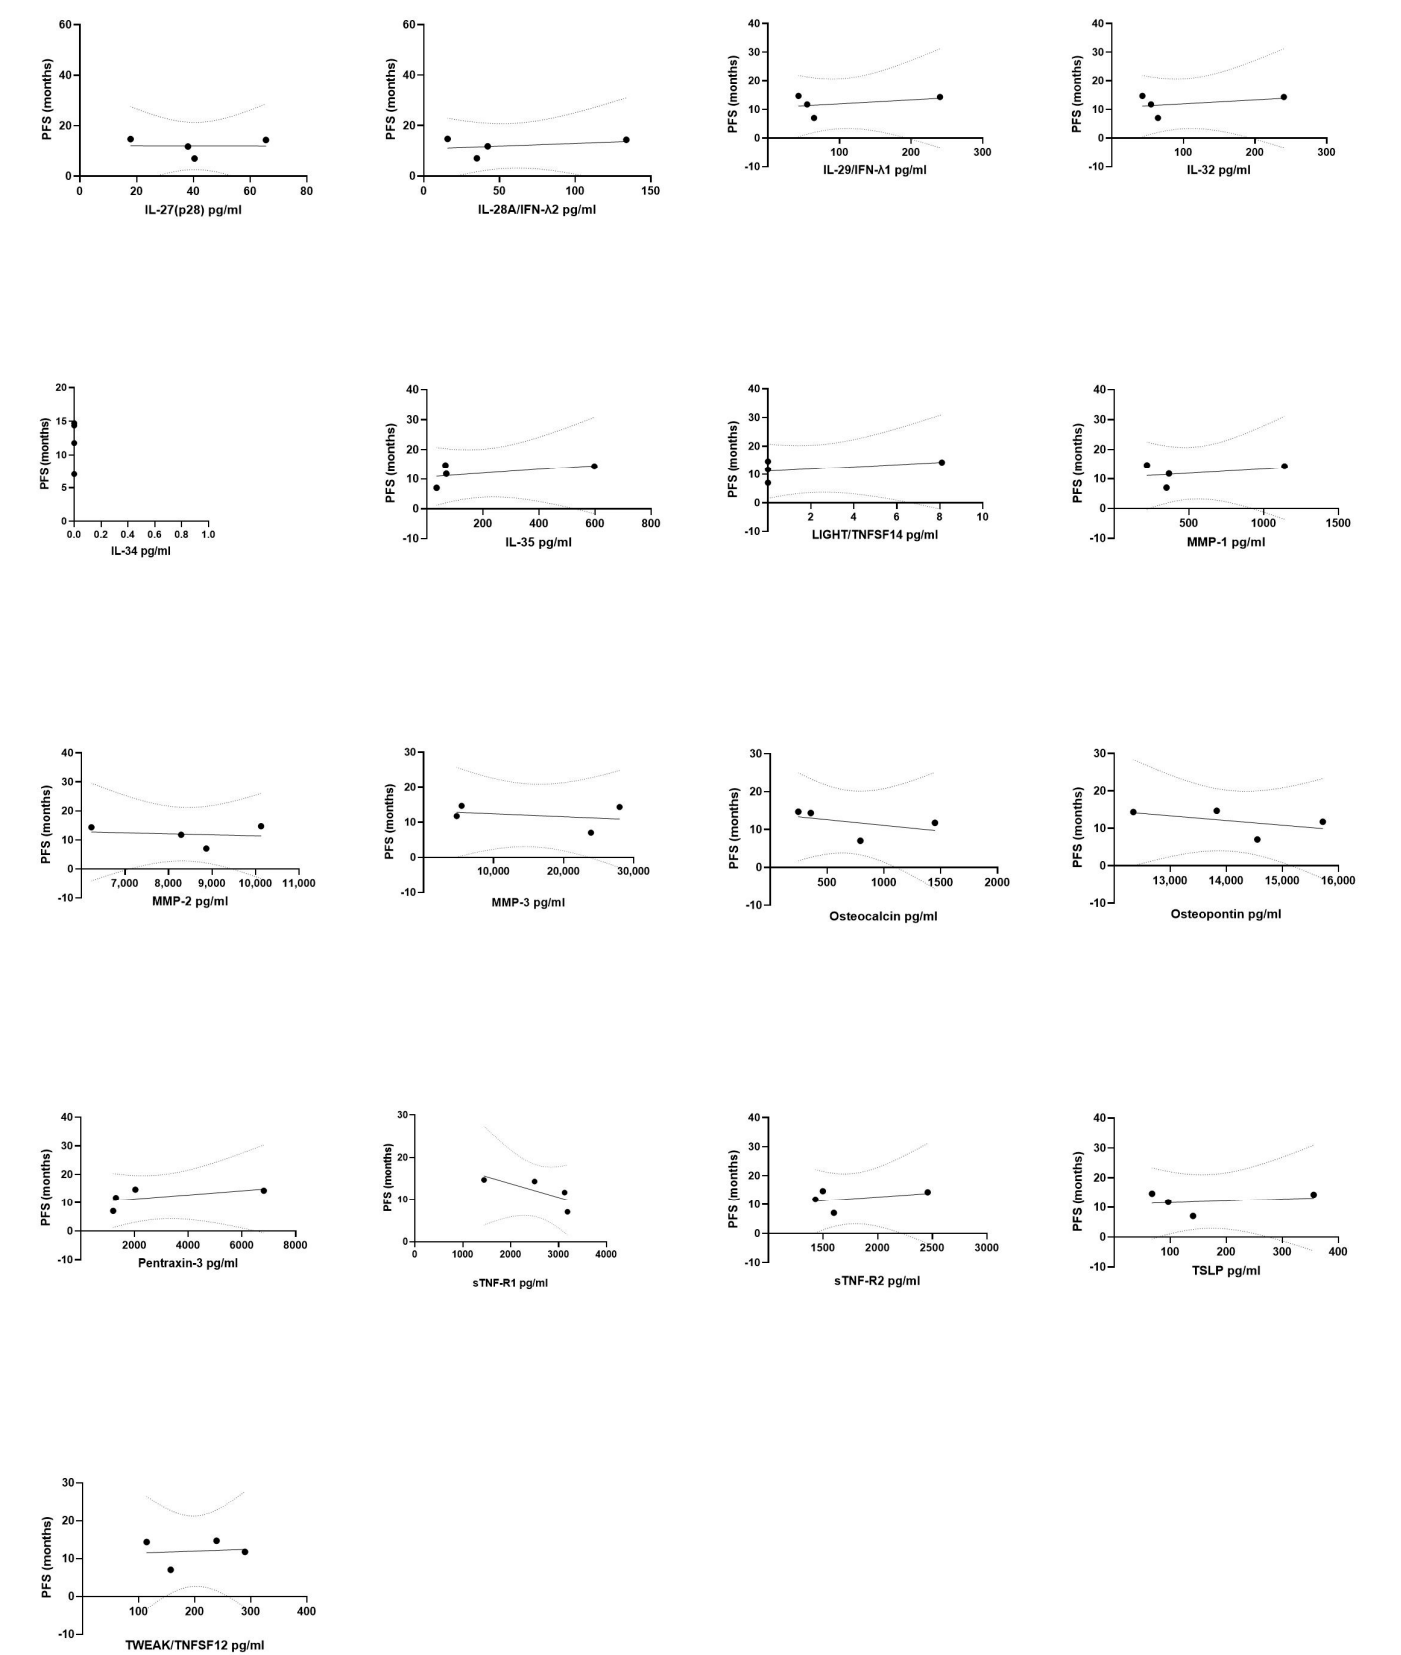 PFS (months)
60
40
20
0
0 20 40 60 80
IL-27(p28) pg/ml
PFS (months)
60
40
20
0
0 50 100 150
IL-28A/IFN-λ2 pg/ml
PFS (months)
40
30
20
10
0
-10
100 200 300
IL-29/IFN-λ1 pg/ml
PFS (months)
40
30
20
10
0
-10
100 200 300
IL-32 pg/ml
PFS (months)
20
15
10
5
0
0.0 0.2 0.4 0.6 0.8 1.0
IL-34 pg/ml
PFS (months)
40
30
20
10
0
-10
200 400 600 800
IL-35 pg/ml
PFS (months)
40
30
20
10
0
-10
2 4 6 8 10
LIGHT/TNFSF14 pg/ml
PFS (months)
40
30
20
10
0
-10
500 1000 1500
MMP-1 pg/ml
PFS (months)
40
30
20
10
0
-10
7,000 8,000 9,000 10,000 11,000
MMP-2 pg/ml
PFS (months)
30
20
10
0
-10
10,000 20,000 30,000
MMP-3 pg/ml
PFS (months)
30
20
10
0
-10
500 1000 1500 2000
Osteocalcin pg/ml
PFS (months)
30
20
10
0
-10
13,000 14,000 15,000 16,000
Osteopontin pg/ml
PFS (months)
40
30
20
10
0
-10
2000 4000 6000 8000
Pentraxin-3 pg/ml
PFS (months)
30
20
10
0
0 1000 2000 3000 4000
sTNF-R1 pg/ml
PFS (months)
40
30
20
10
0
-10
1500 2000 2500 3000
sTNF-R2 pg/ml
PFS (months)
40
30
20
10
0
-10
100 200 300 400
TSLP pg/ml
PFS (months)
30
20
10
0
-10
100 200 300 400
TWEAK/TNFSF12 pg/ml